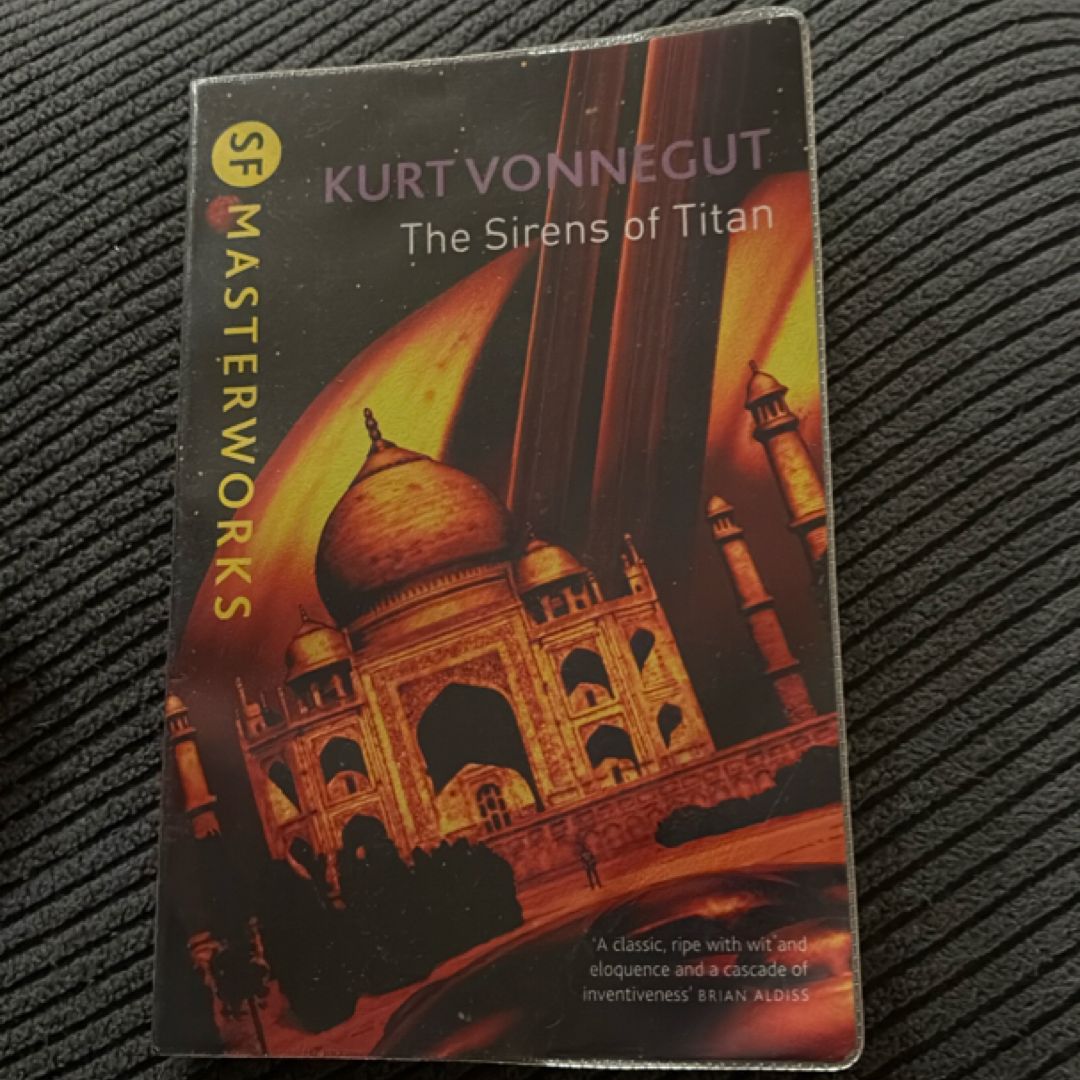 SF MASTERWORKS
KURT VONNEGUT
The Sirens of Titan
'A classic, ripe with wit and
eloquence and a cascade of
inventiveness' BRIAN ALDISS